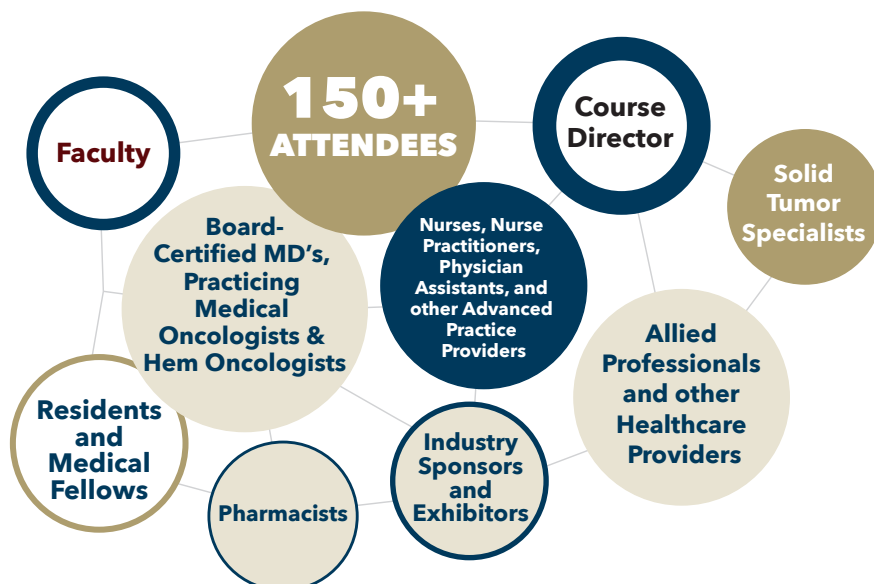 150+
ATTENDEES
Faculty
Course
Director
Solid
Tumor
Specialists
Board-
Certified MD's,
Practicing
Medical
Oncologists &
Hem Oncologists
Nurses, Nurse
Practitioners,
Physician
Assistants, and
other Advanced
Practice
Providers
Allied
Professionals
and other
Healthcare
Providers
Residents
and
Medical
Fellows
Pharmacists
Industry
Sponsors
and
Exhibitors